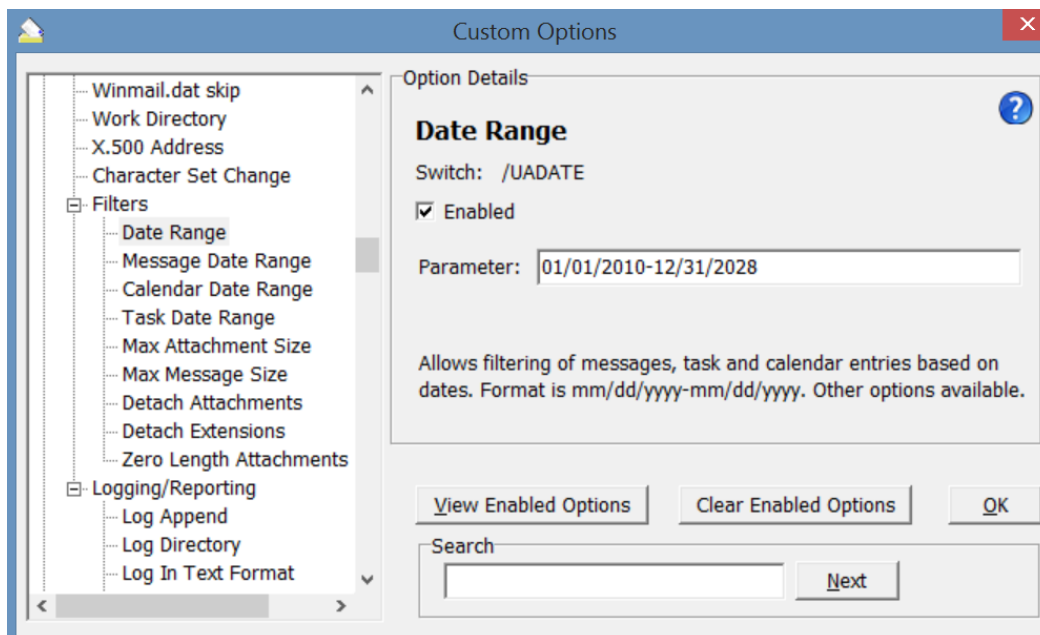 Custom Options
Winmail.dat skip
Work Directory
X.500 Address
Character Set Change
Filters
Date Range
Message Date Range
Calendar Date Range
Task Date Range
Max Attachment Size
Max Message Size
Detach Attachments
Detach Extensions
Zero Length Attachments
Logging/Reporting
Log Append
Log Directory
Log In Text Format
Option Details
Date Range
Switch: /UADATE
Enabled
Parameter: 01/01/2010-12/31/2028
Allows filtering of messages, task and calendar entries based on
dates. Format is mm/dd/yyyy-mm/dd/yyyy. Other options available.
View Enabled Options Clear Enabled Options OK
Search
Next